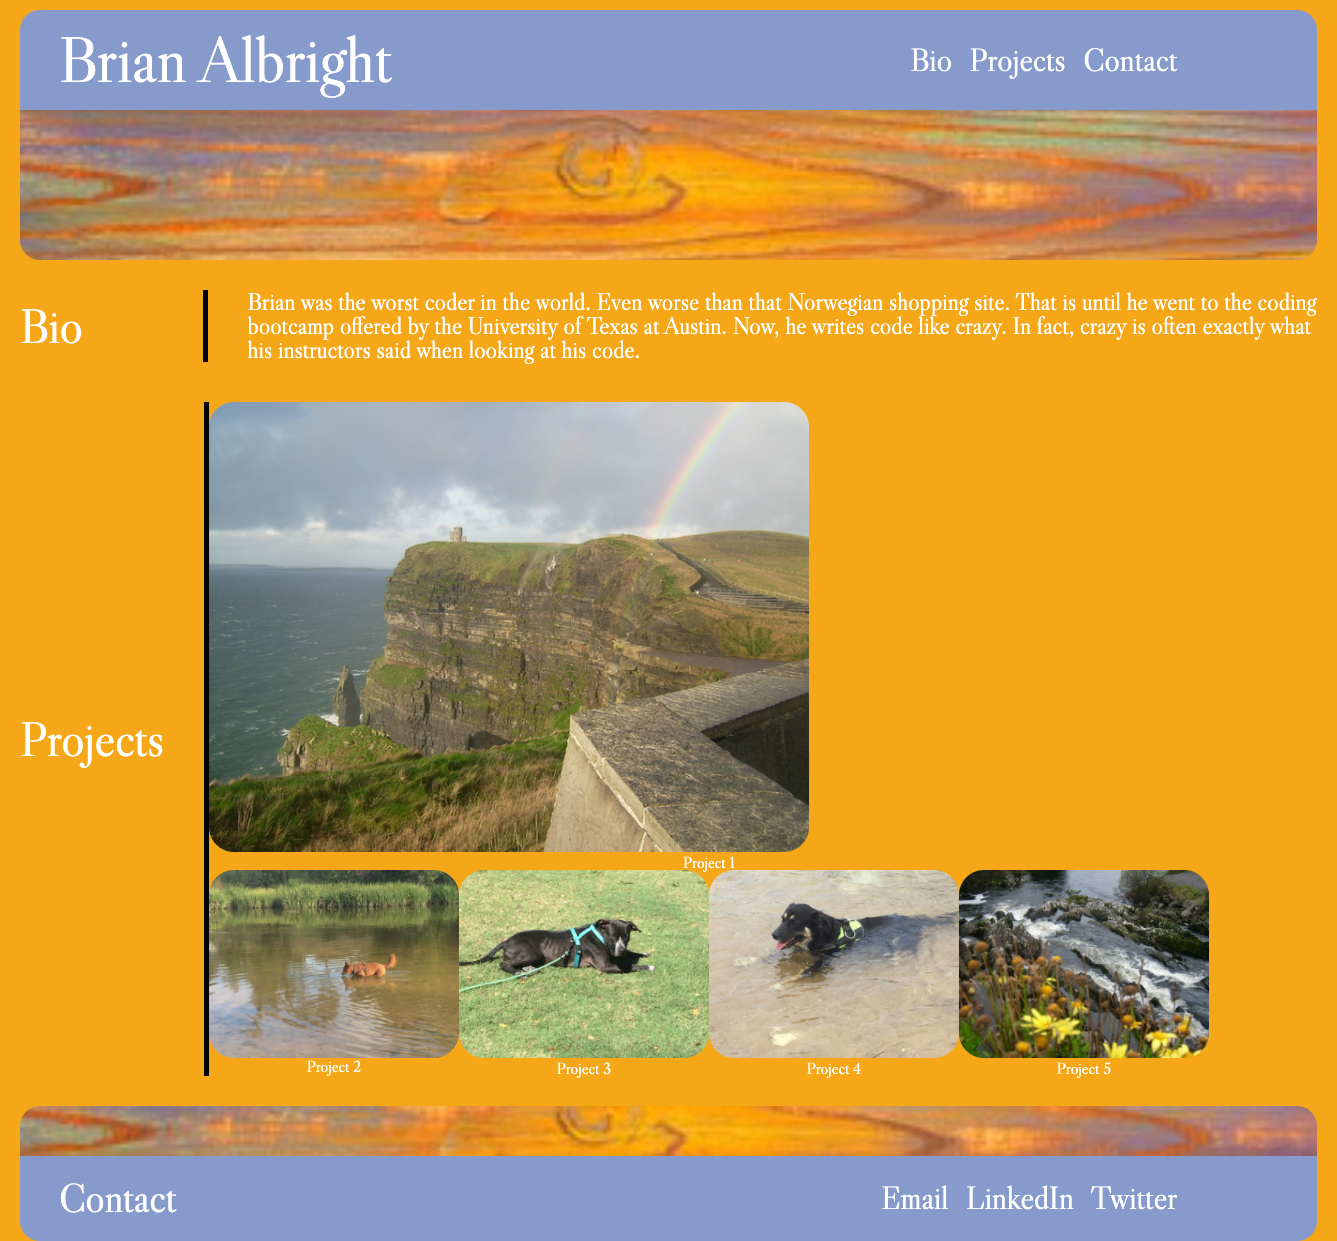 Brian Albright
Bio Projects Contact
Bio
Brian was the worst coder in the world. Even worse than that Norwegian shopping site. That is until he went to the coding
bootcamp offered by the University of Texas at Austin. Now, he writes code like crazy. In fact, crazy is often exactly what
his instructors said when looking at his code.
Projects
Project 1
Project 2
Project 3
Project 4
Project 5
Contact
Email LinkedIn Twitter